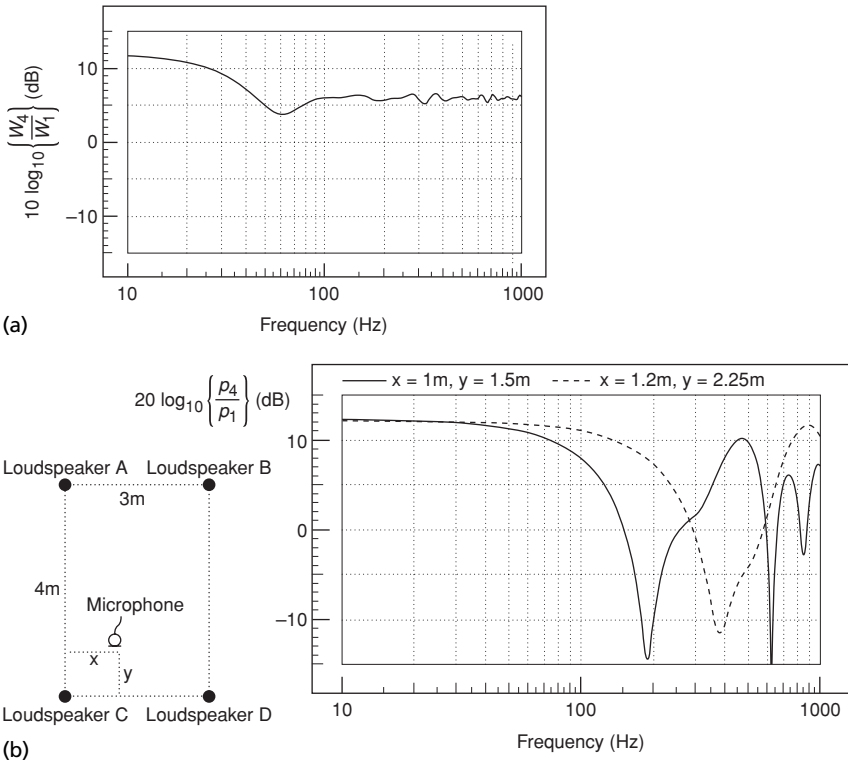 10 log10 {W4/W1} (dB)
10
0
−10
10 100 1000
Frequency (Hz)
(a)
20 log10 {p4/p1} (dB)
x = 1m, y = 1.5m x = 1.2m, y = 2.25m
10
0
−10
10 100 1000
Frequency (Hz)
Loudspeaker A Loudspeaker B
3m
4m
Microphone
x
y
Loudspeaker C Loudspeaker D
(b)